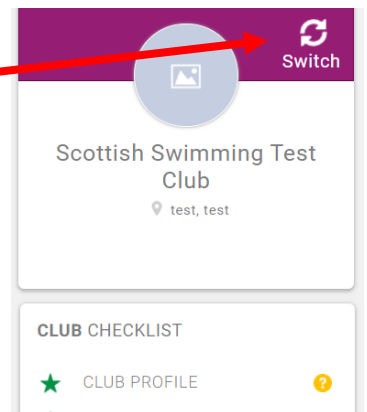 Switch
Scottish Swimming Test
Club
test, test
CLUB CHECKLIST
CLUB PROFILE
?